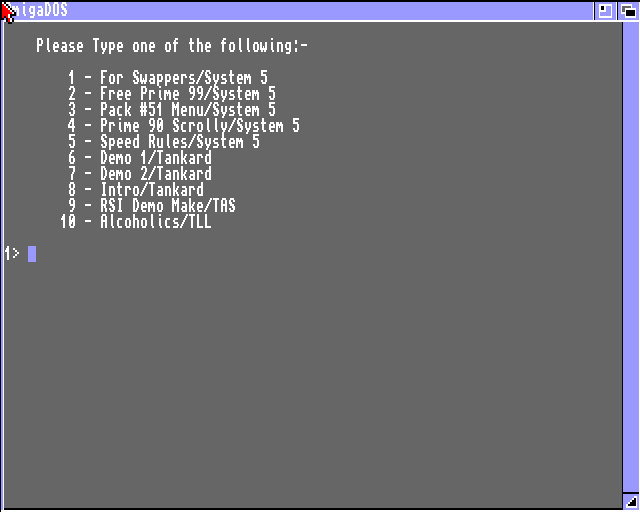 migaDOS
Please Type one of the following:-
1 - For Swappers/System 5
2 - Free Prime 99/System 5
3 - Pack #51 Menu/System 5
4 - Prime 90 Scrolly/System 5
5 - Speed Rules/System 5
6 - Demo 1/Tankard
7 - Demo 2/Tankard
8 - Intro/Tankard
9 - RSI Demo Make/TAS
10 - Alcoholics/TLL
1>